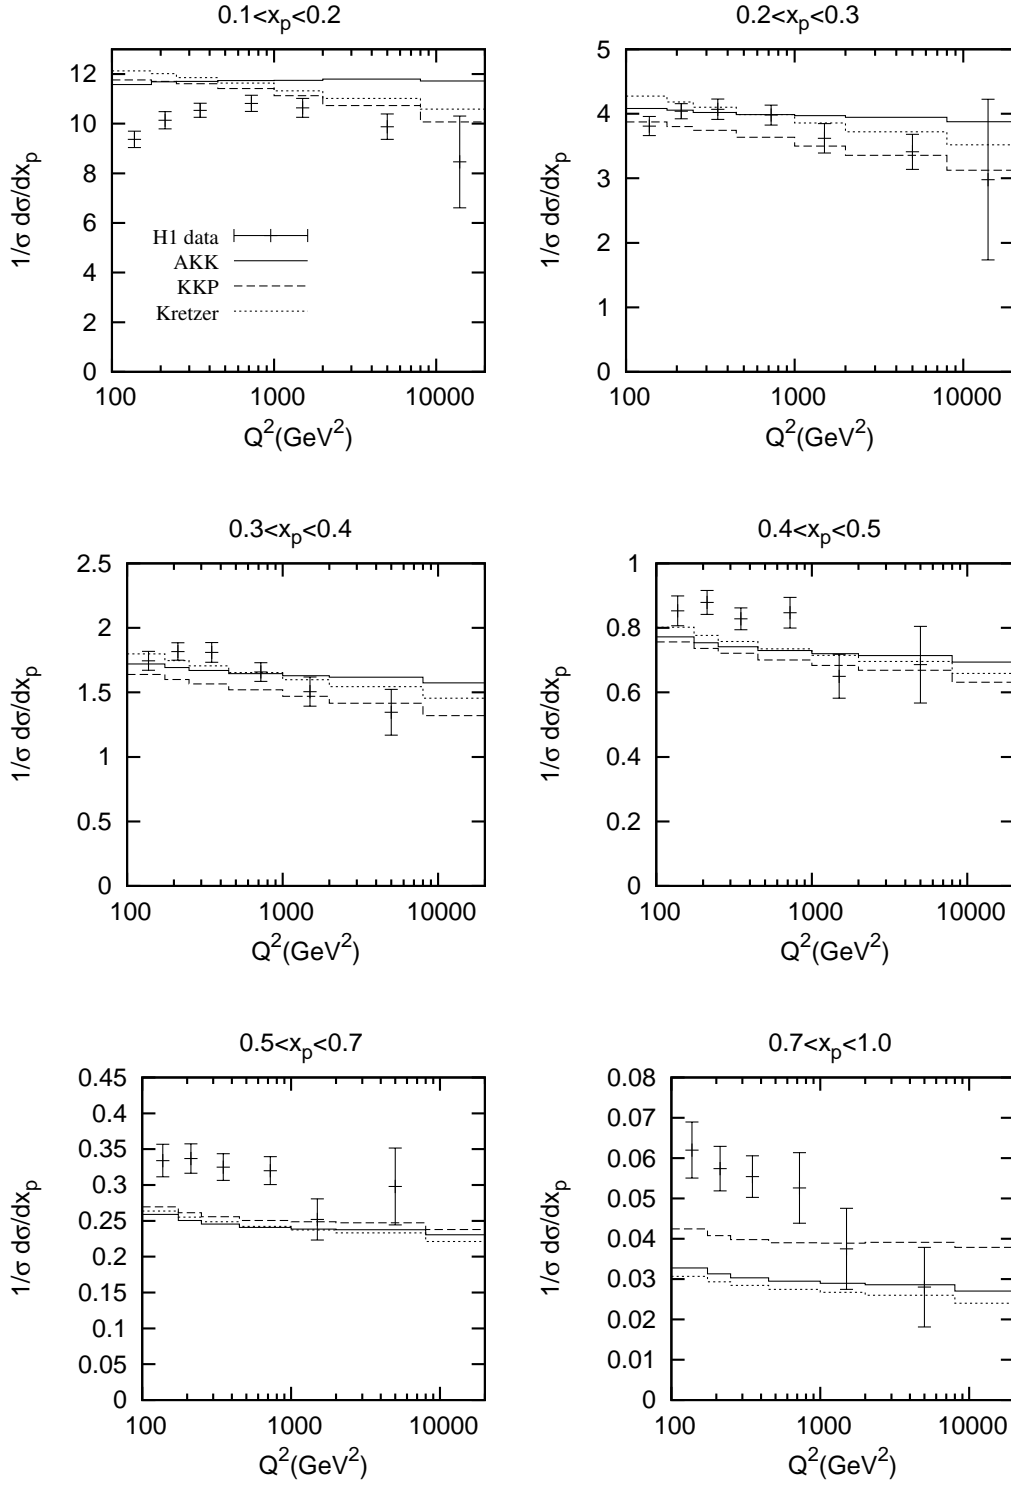 0.1<x_p<0.2
1/σ dσ/dx_p
12
10
8
6
4
2
0
H1 data
AKK
KKP
Kretzer
100 1000 10000
Q^2(GeV^2)
0.2<x_p<0.3
1/σ dσ/dx_p
5
4
3
2
1
0
100 1000 10000
Q^2(GeV^2)
0.3<x_p<0.4
1/σ dσ/dx_p
2.5
2
1.5
1
0.5
0
100 1000 10000
Q^2(GeV^2)
0.4<x_p<0.5
1/σ dσ/dx_p
1
0.8
0.6
0.4
0.2
0
100 1000 10000
Q^2(GeV^2)
0.5<x_p<0.7
1/σ dσ/dx_p
0.45
0.4
0.35
0.3
0.25
0.2
0.15
0.1
0.05
0
100 1000 10000
Q^2(GeV^2)
0.7<x_p<1.0
1/σ dσ/dx_p
0.08
0.07
0.06
0.05
0.04
0.03
0.02
0.01
0
100 1000 10000
Q^2(GeV^2)